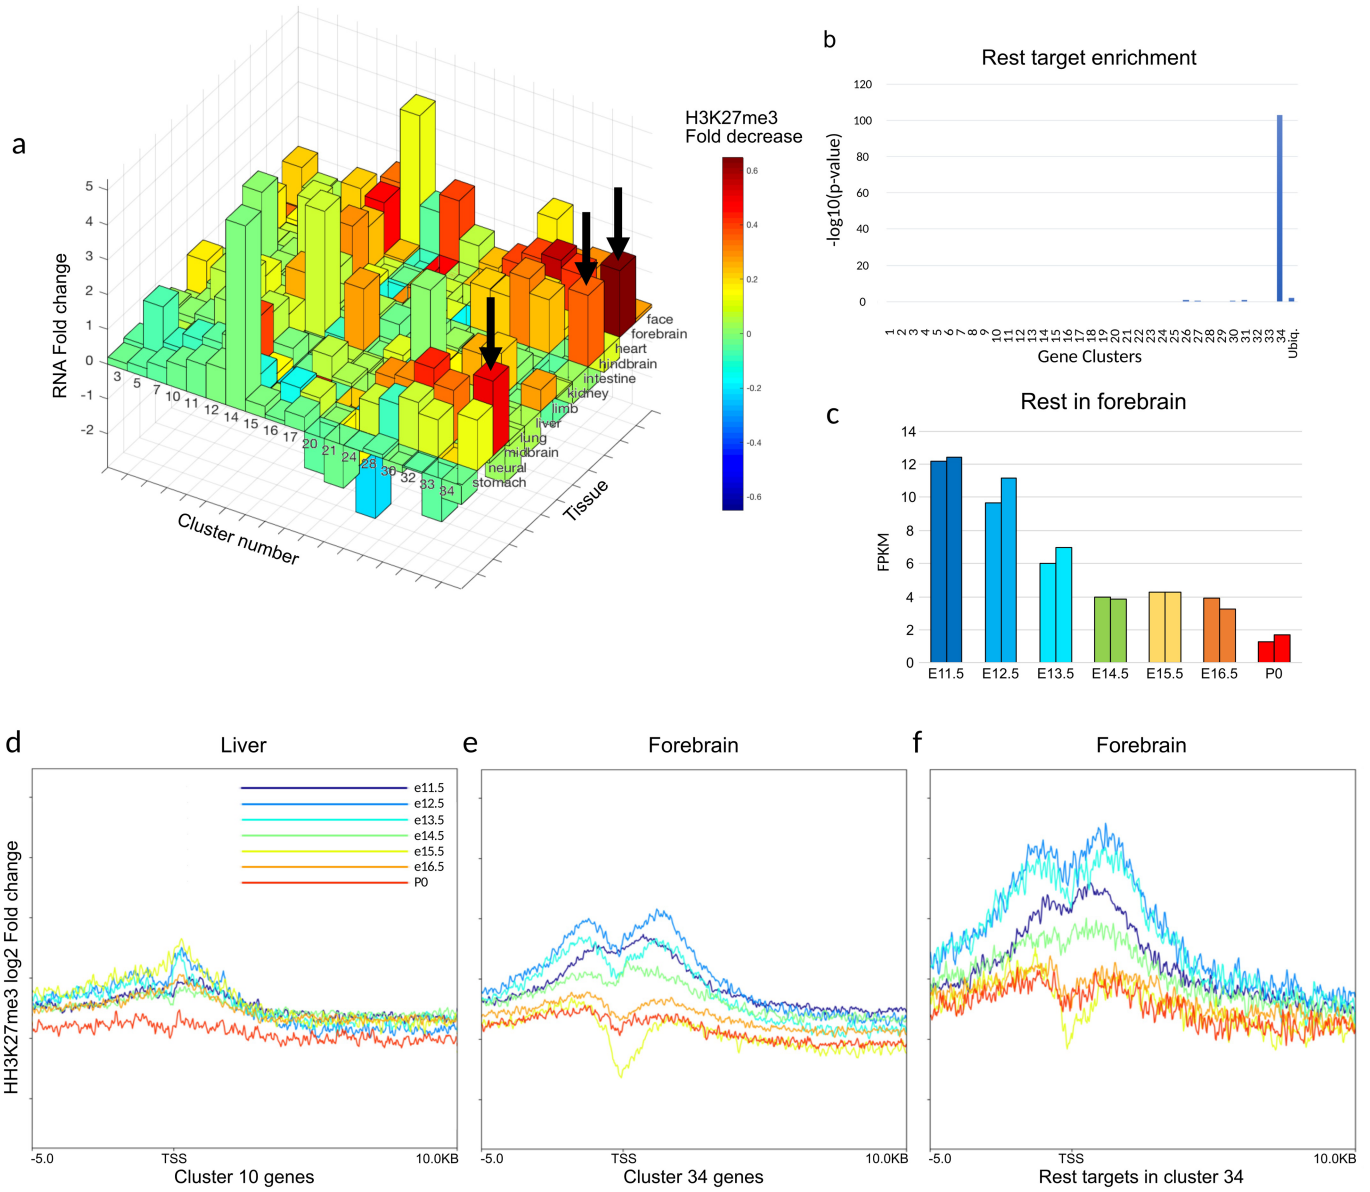 a
RNA Fold change
5
4
3
2
1
0
-1
-2
3
5
7
10
11
12
14
15
16
17
20
21
24
28
30
32
33
34
Cluster number
face
forebrain
heart
hindbrain
intestine
kidney
limb
liver
lung
midbrain
neural
stomach
Tissue
H3K27me3
Fold decrease
0.6
0.4
0.2
0
-0.2
-0.4
-0.6
b
Rest target enrichment
-log10(p-value)
120
100
80
60
40
20
0
1 2 3 4 5 6 7 8 9 10 11 12 13 14 15 16 17 18 19 20 21 22 23 24 25 26 27 28 29 30 31 32 33 34 Ubiq.
Gene Clusters
c
Rest in forebrain
FPKM
14
12
10
8
6
4
2
0
E11.5 E12.5 E13.5 E14.5 E15.5 E16.5 P0
d
Liver
HH3K27me3 log2 Fold change
e11.5
e12.5
e13.5
e14.5
e15.5
e16.5
P0
-5.0 TSS 10.0KB
Cluster 10 genes
e
Forebrain
-5.0 TSS 10.0KB
Cluster 34 genes
f
Forebrain
-5.0 TSS 10.0KB
Rest targets in cluster 34